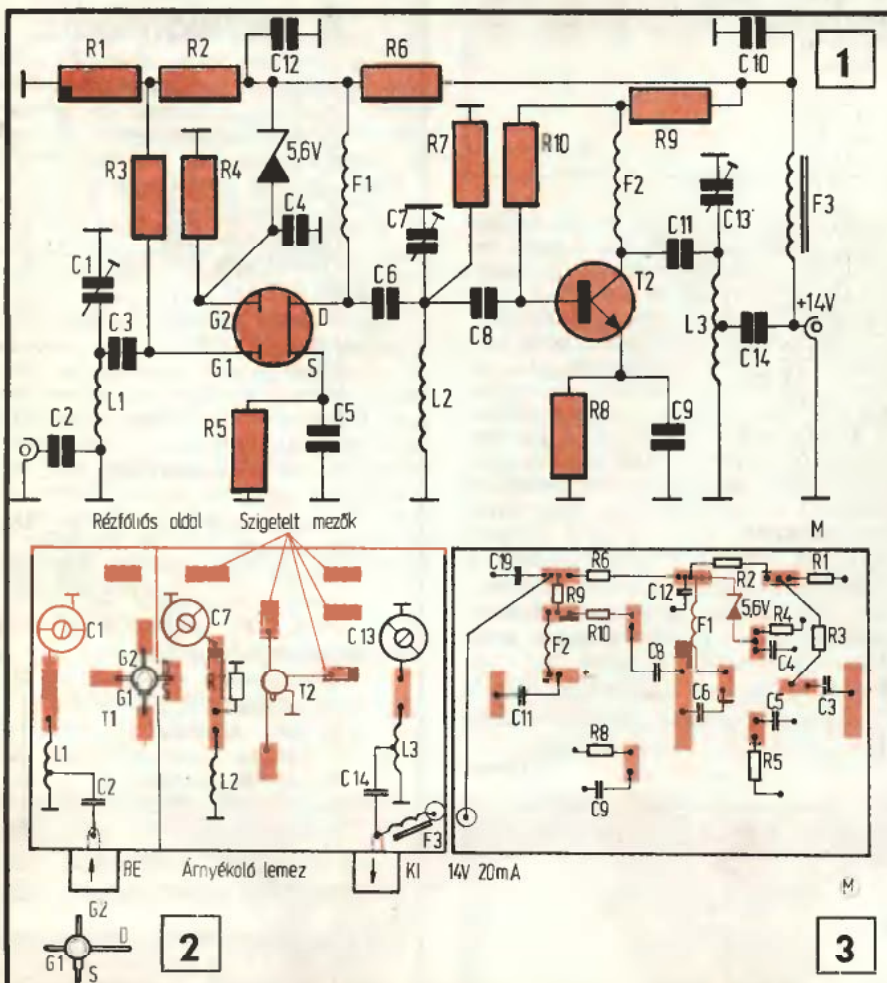 R1 R2 C12 R6 C10 1
R3 R4 5,6V F1 R7 R10 R9
C4 C7 F2 C13 F3
C1 C6 C11 T2 +14V
G2 D
C3 G1 S C8 L3 C14
L1 L2
C2 R5 C5 R8 C9
Rézfóliós oldal Szigetelt mezők M
C1 C7 C13
G2
G1
T1 T2
L1 L2 L3
C2 C14
F3
BE Árnyékoló lemez KI 14V 20mA
C19 R6 C12 R2 R1
R9 5,6V R4
F2 R10 F1 R3
C8 C4
C11 C6 C5 C3
R8 R5
C9
M
G2
D
G1
S
2
3